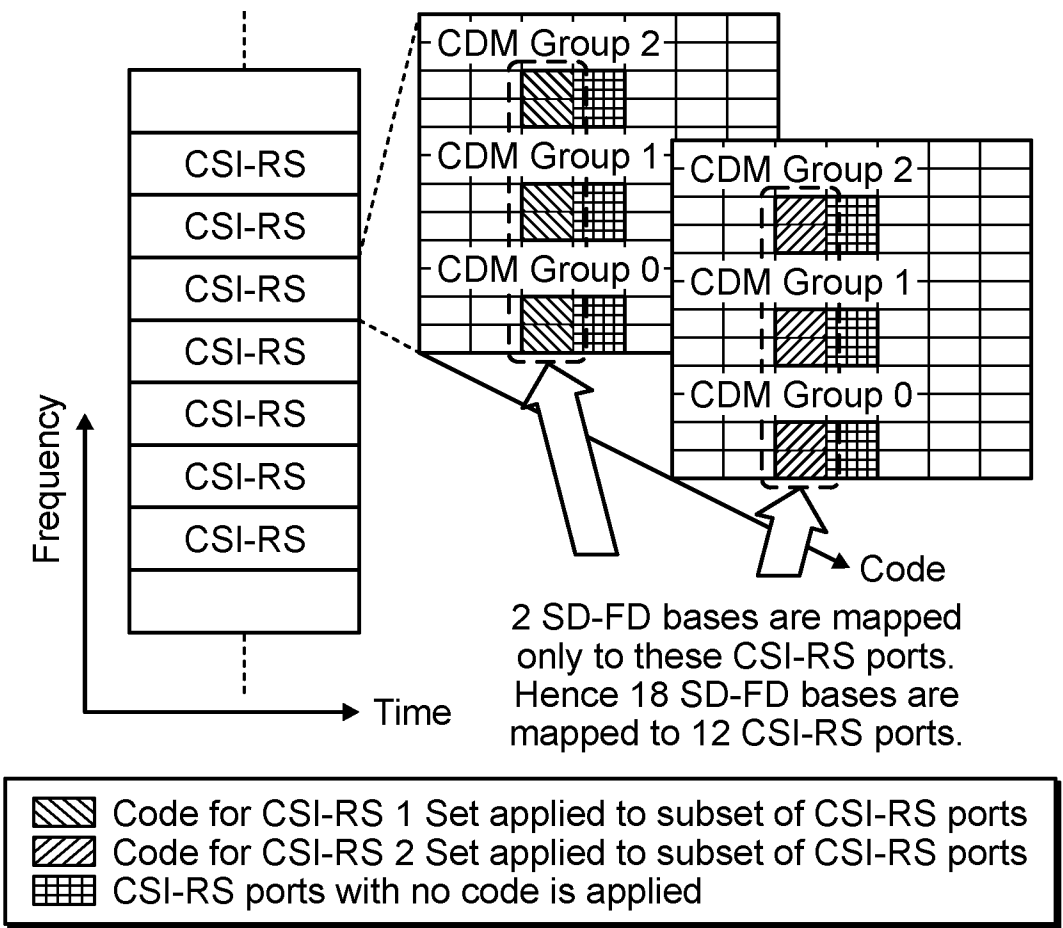 CDM Group 2
CDM Group 1
CDM Group 0
CDM Group 2
CDM Group 1
CDM Group 0
CSI-RS
CSI-RS
CSI-RS
CSI-RS
CSI-RS
CSI-RS
CSI-RS
Frequency
Time
Code
2 SD-FD bases are mapped
only to these CSI-RS ports.
Hence 18 SD-FD bases are
mapped to 12 CSI-RS ports.
Code for CSI-RS 1 Set applied to subset of CSI-RS ports
Code for CSI-RS 2 Set applied to subset of CSI-RS ports
CSI-RS ports with no code is applied